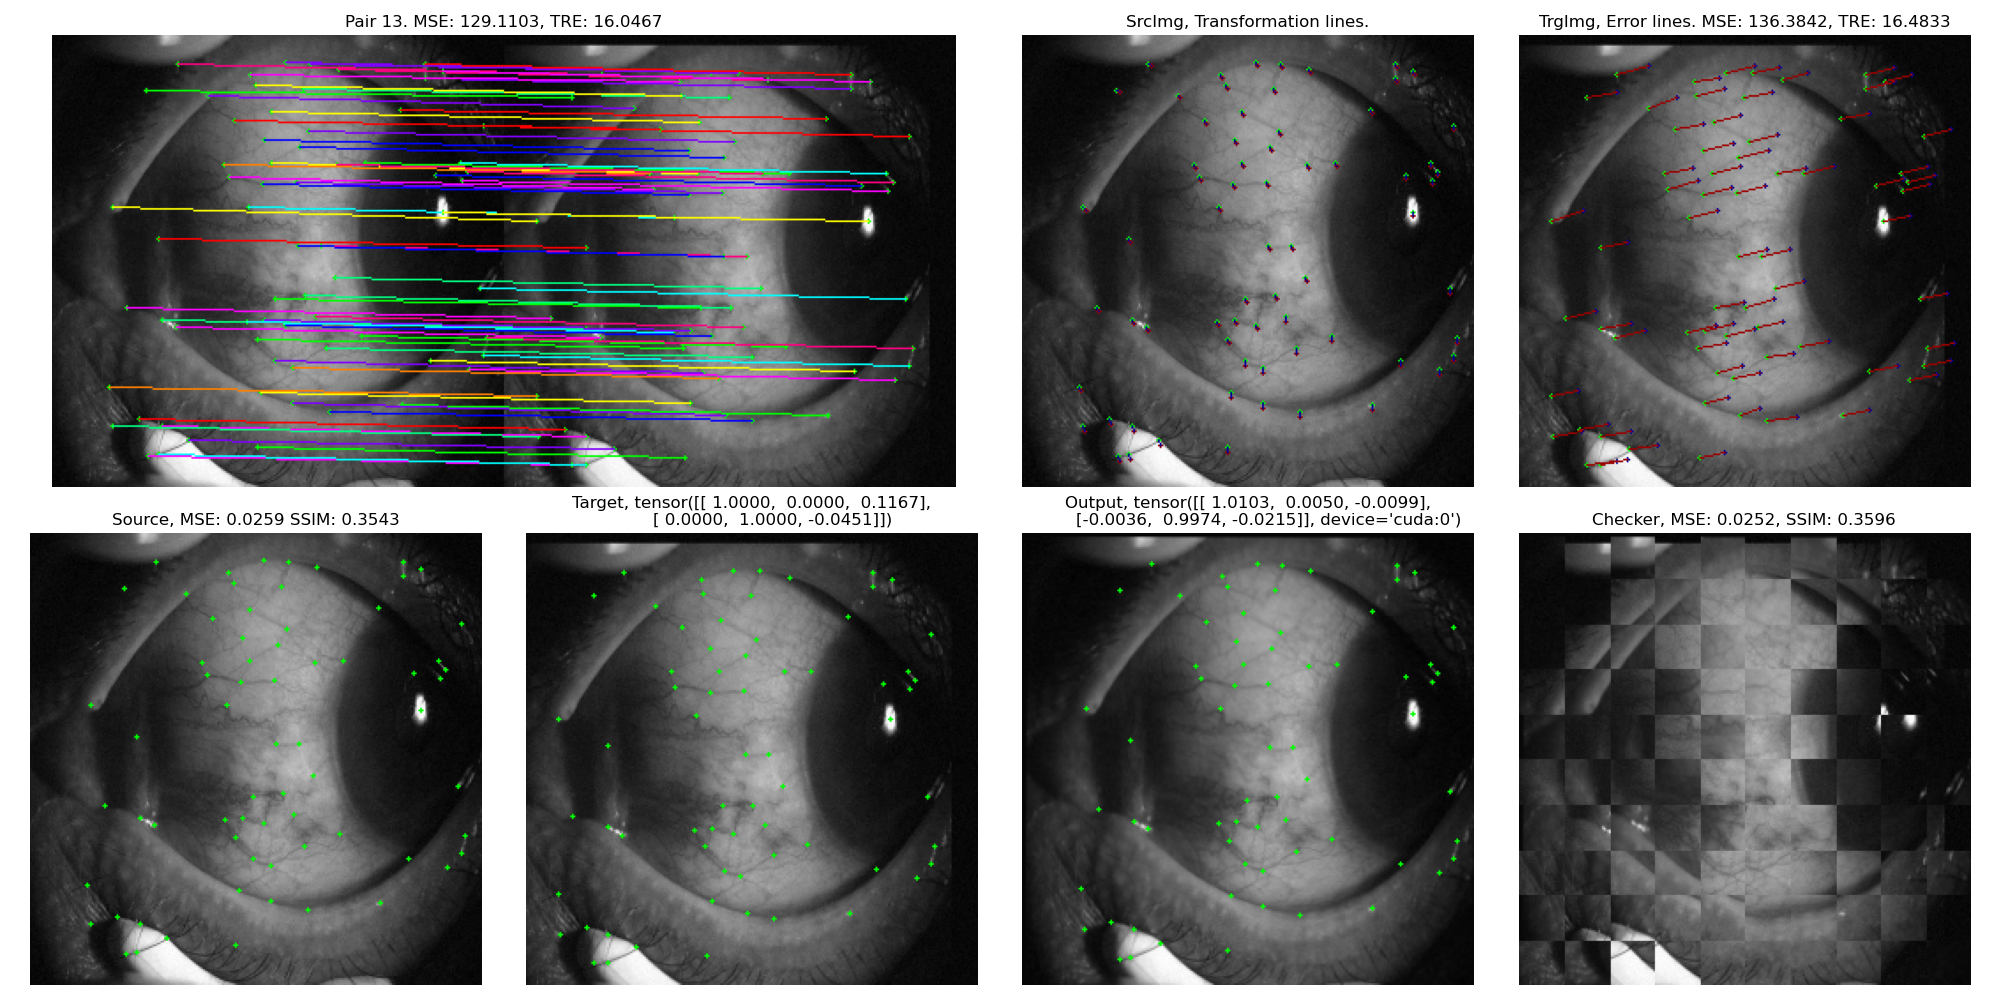 Pair 13. MSE: 129.1103, TRE: 16.0467
SrcImg, Transformation lines.
TrgImg, Error lines. MSE: 136.3842, TRE: 16.4833
Source, MSE: 0.0259 SSIM: 0.3543
Target, tensor([[ 1.0000, 0.0000, 0.1167],
[ 0.0000, 1.0000, -0.0451]])
Output, tensor([[ 1.0103, 0.0050, -0.0099],
[-0.0036, 0.9974, -0.0215]], device='cuda:0')
Checker, MSE: 0.0252, SSIM: 0.3596